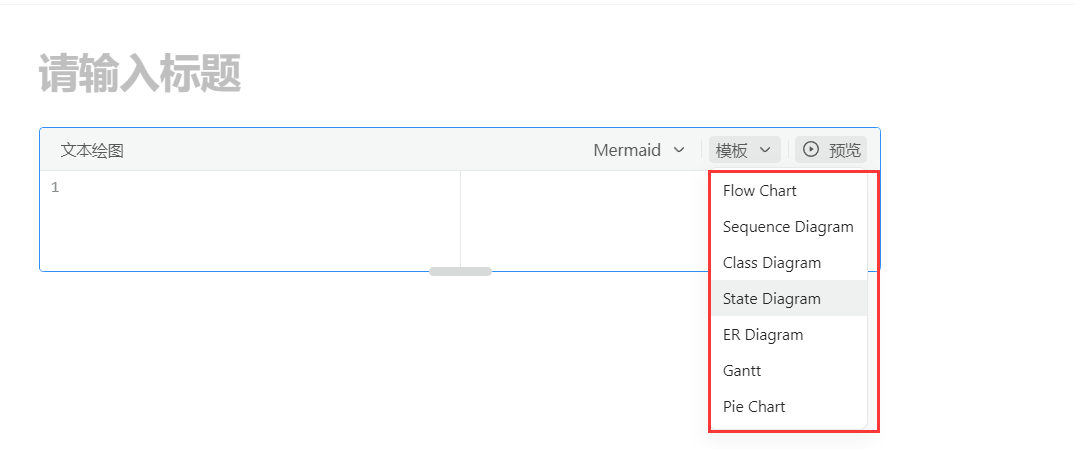 请输入标题
文本绘图 Mermaid 模板 预览
1
Flow Chart
Sequence Diagram
Class Diagram
State Diagram
ER Diagram
Gantt
Pie Chart